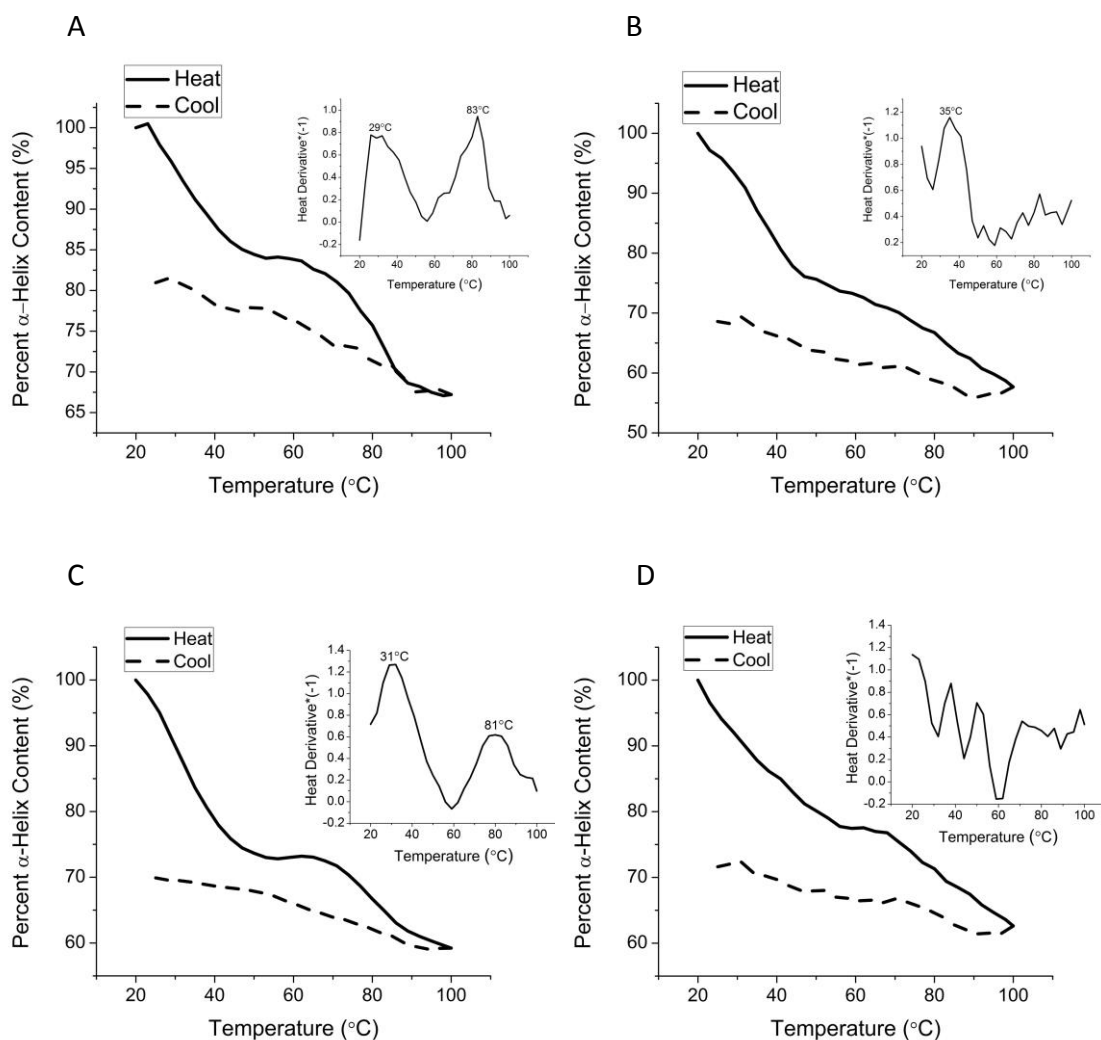 A
Heat
Cool
Percent α–Helix Content (%)
100
95
90
85
80
75
70
65
20
40
60
80
100
Temperature (°C)
Heat Derivative*(-1)
1.0
0.8
0.6
0.4
0.2
0.0
-0.2
29°C
83°C
20
40
60
80
100
Temperature (°C)
B
Heat
Cool
Percent α–Helix Content (%)
100
90
80
70
60
50
20
40
60
80
100
Temperature (°C)
Heat Derivative*(-1)
1.2
1.0
0.8
0.6
0.4
0.2
35°C
20
40
60
80
100
Temperature (°C)
C
Heat
Cool
Percent α-Helix Content (%)
100
90
80
70
60
20
40
60
80
100
Temperature (°C)
Heat Derivative*(-1)
1.4
1.2
1.0
0.8
0.6
0.4
0.2
0.0
-0.2
31°C
81°C
20
40
60
80
100
Temperature (°C)
D
Heat
Cool
Percent α-Helix Content (%)
100
90
80
70
60
20
40
60
80
100
Temperature (°C)
Heat Derivative*(-1)
1.4
1.2
1.0
0.8
0.6
0.4
0.2
0.0
-0.2
20
40
60
80
100
Temperature (°C)